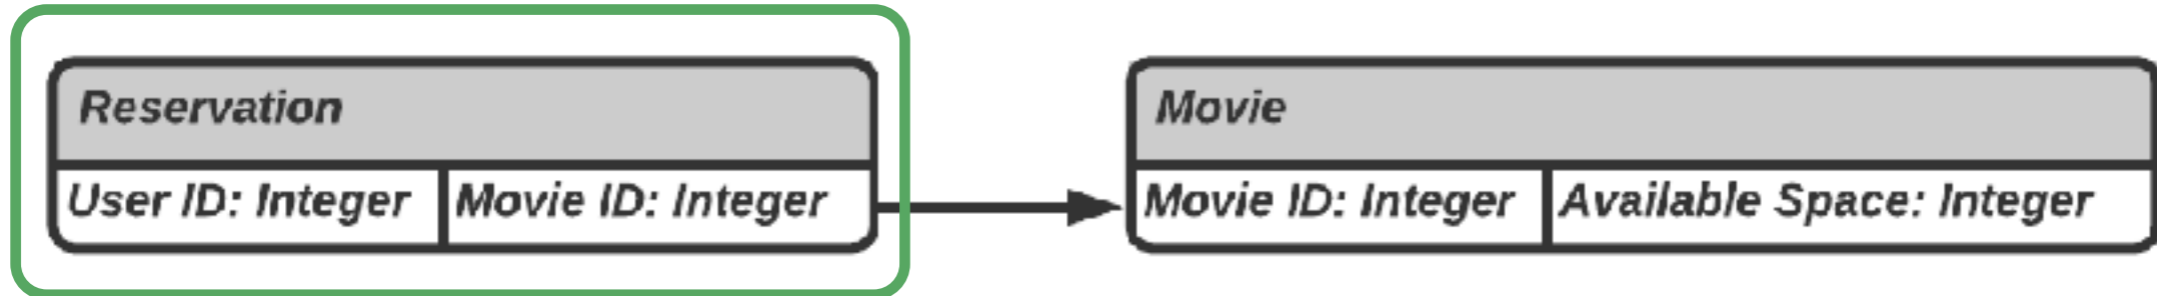 Reservation
User ID: Integer
Movie ID: Integer
Movie
Movie ID: Integer
Available Space: Integer